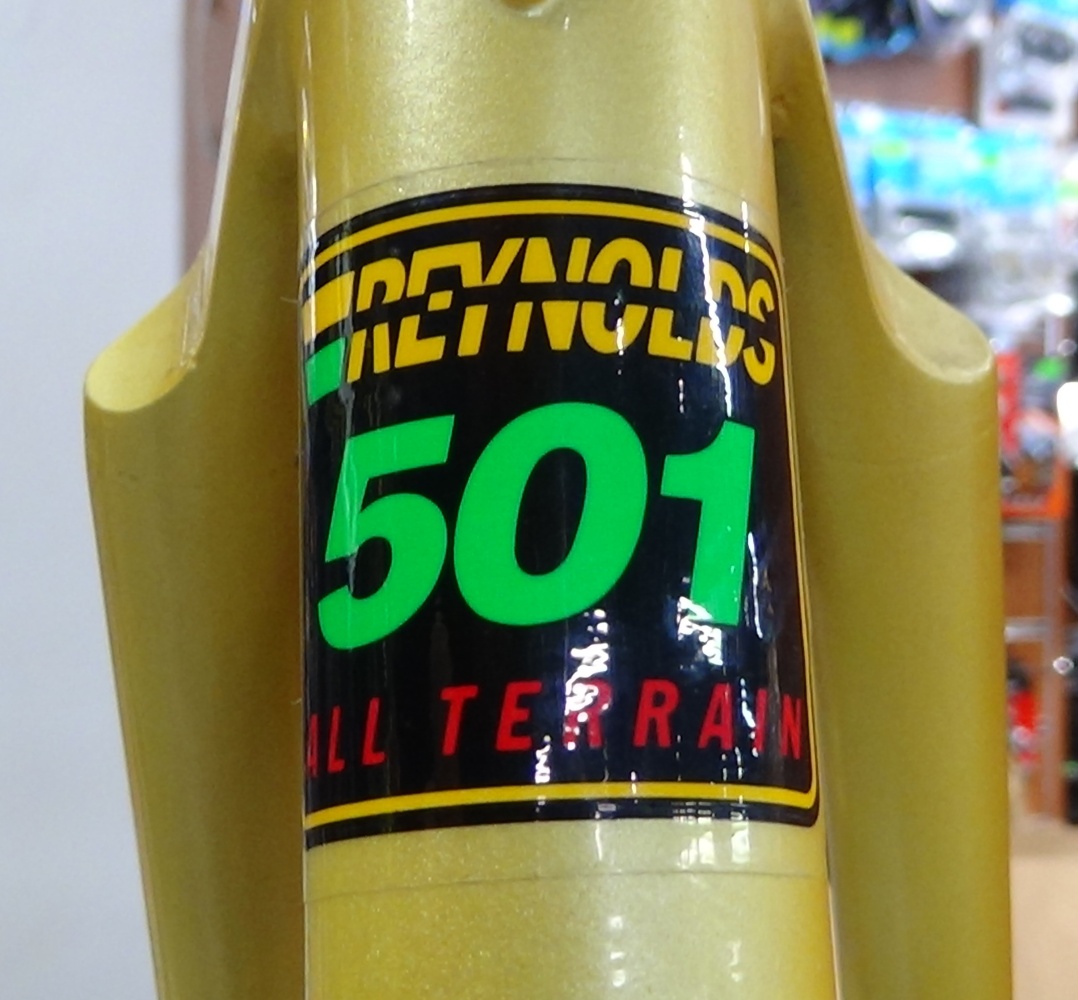 REYNOLDS
501
ALL TERRAIN